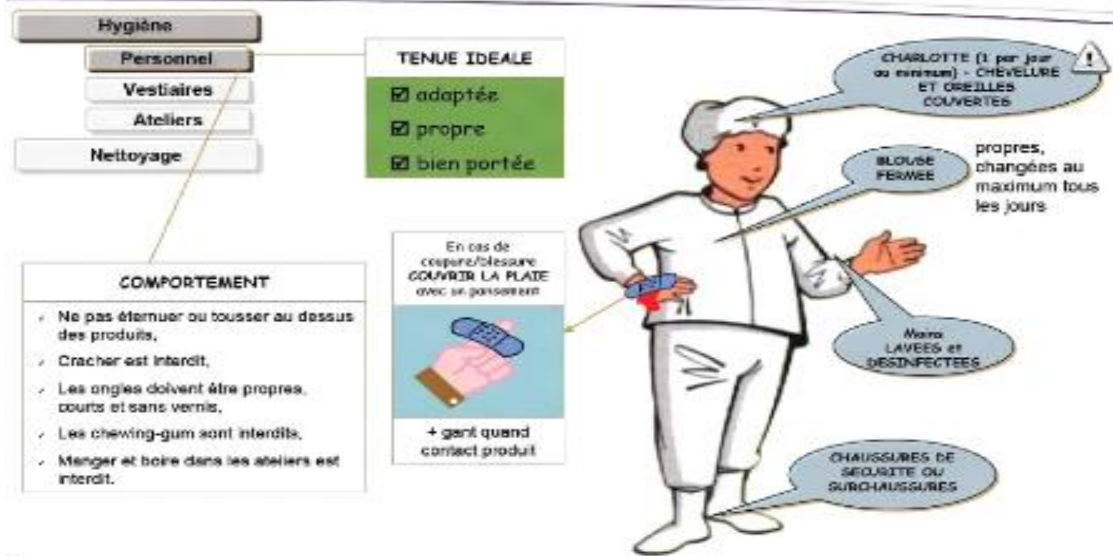 Hygiène
Personnel
Vestiaires
Ateliers
Nettoyage
TENUE IDEALE
adaptée
propre
bien portée
CHARLOTTE (1 par jour
au minimum) - CHEVELURE
ET OREILLES
COUVERTES
BLOUSE
FERMEE
propres,
changées au
maximum tous
les jours
En cas de
coupure/blessure
COUVRIR LA PLAIE
avec un pansement
+ gant quand
contact produit
COMPORTEMENT
Ne pas éternuer ou tousser au dessus
des produits,
Cracher est interdit,
Les ongles doivent être propres,
courts et sans vernis,
Les chewing-gum sont interdits,
Manger et boire dans les ateliers est
interdit.
Mains
LAVEES et
DESINFECTEES
CHAUSSURES DE
SECURITE OU
SURCHAUSSURES